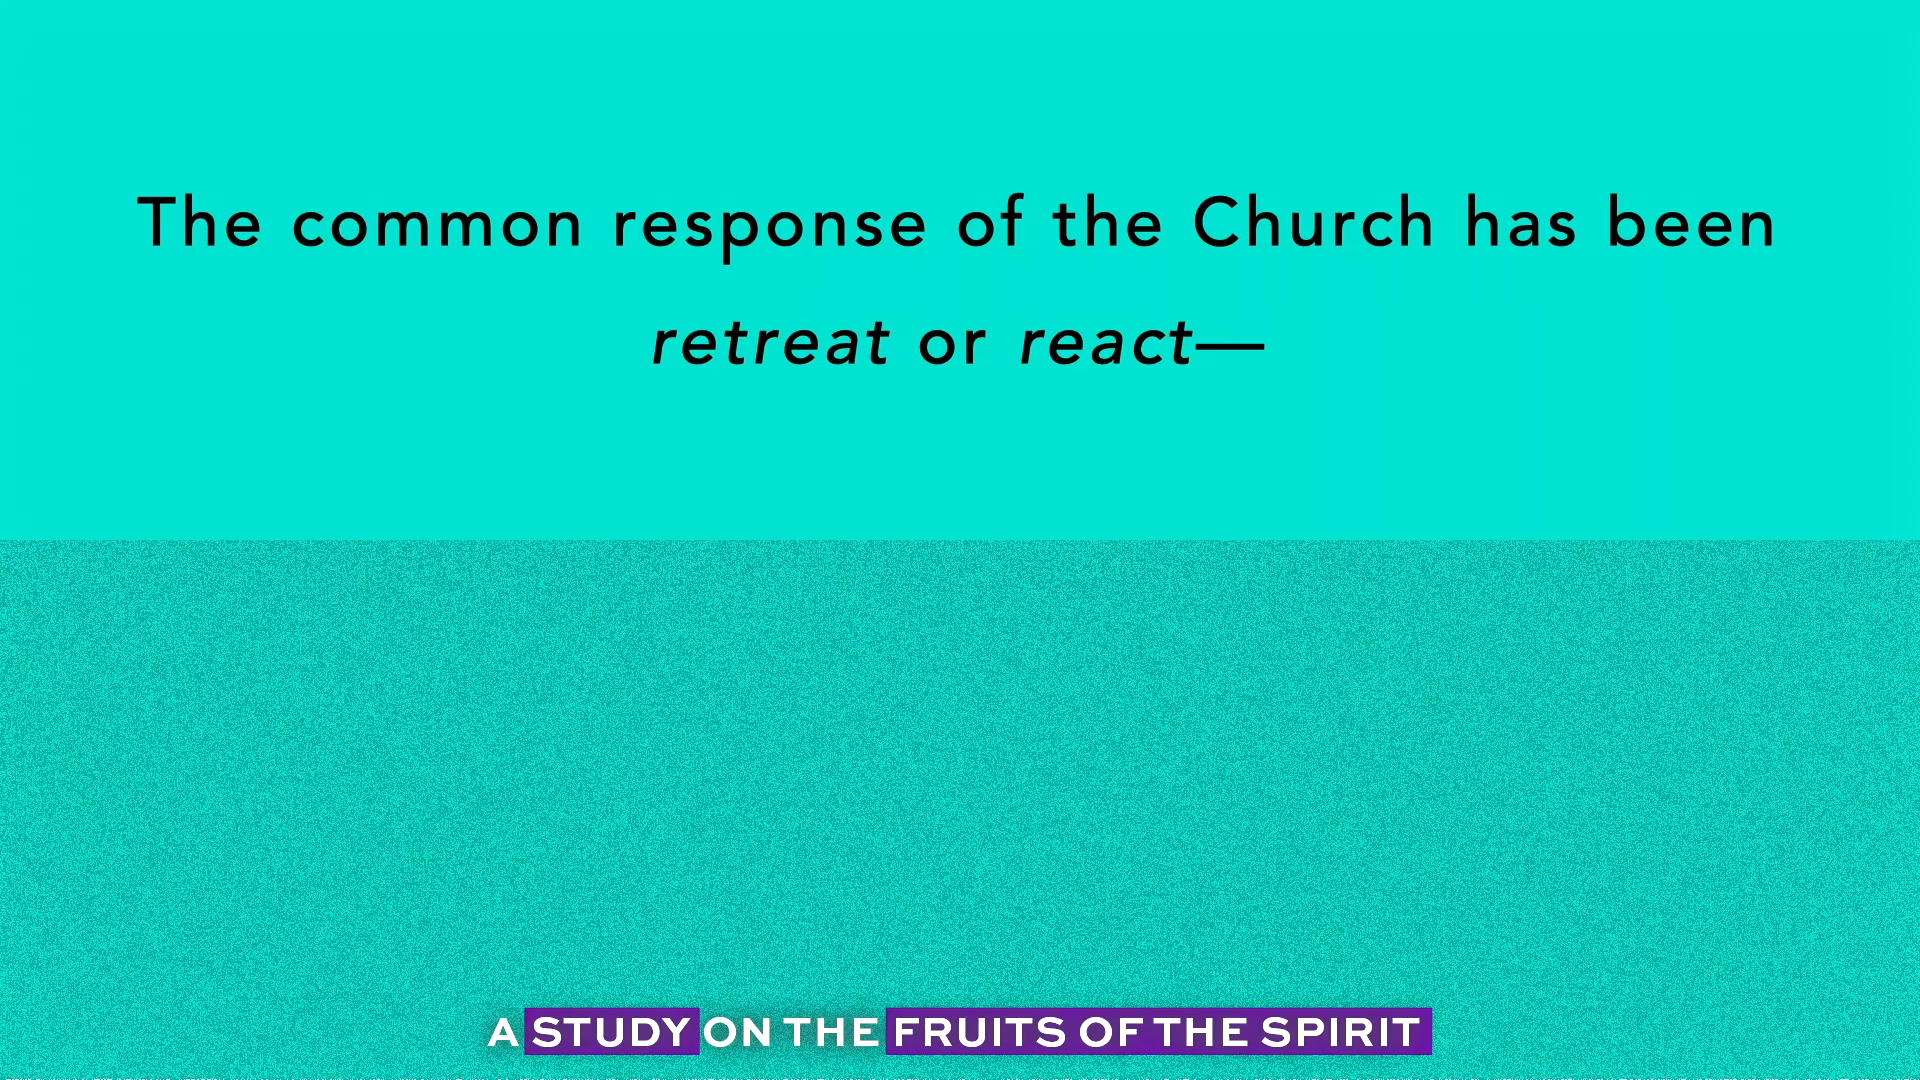 The common response of the Church has been
retreat or react—
A STUDY ON THE FRUITS OF THE SPIRIT